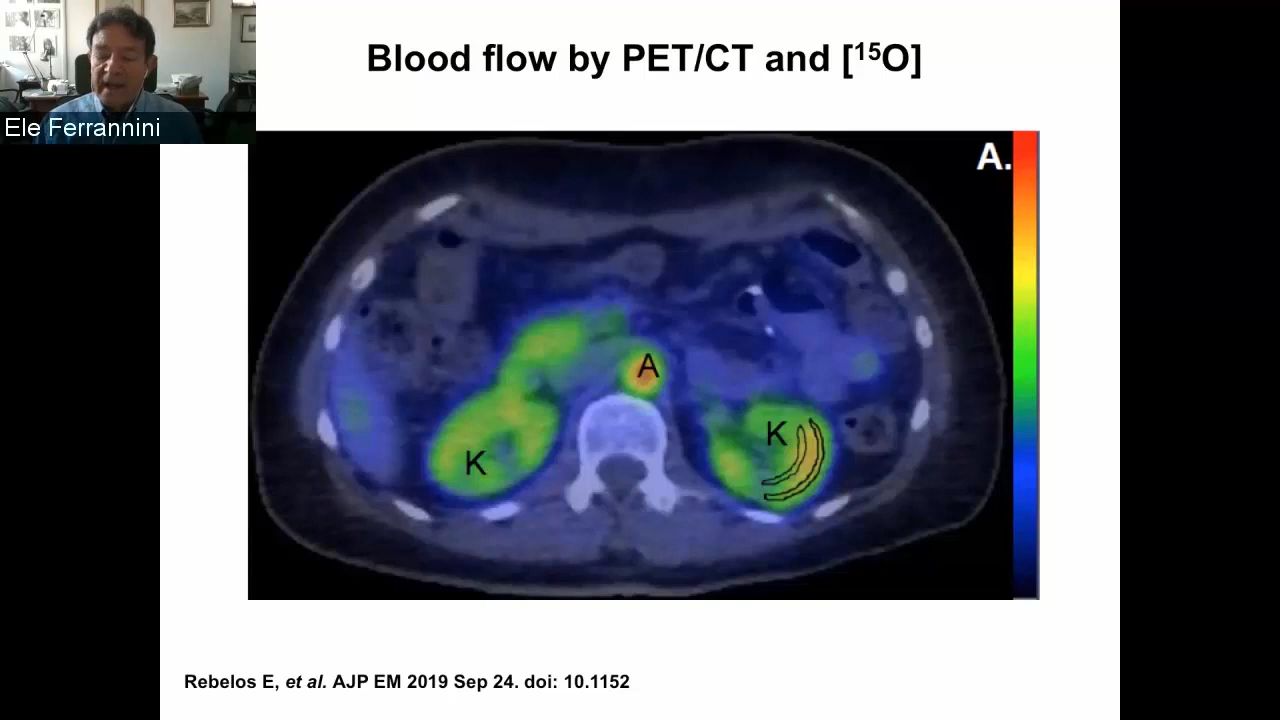 Blood flow by PET/CT and [¹⁵O]
Ele Ferrannini
A.
A
K
K
Rebelos E, et al. AJP EM 2019 Sep 24. doi: 10.1152